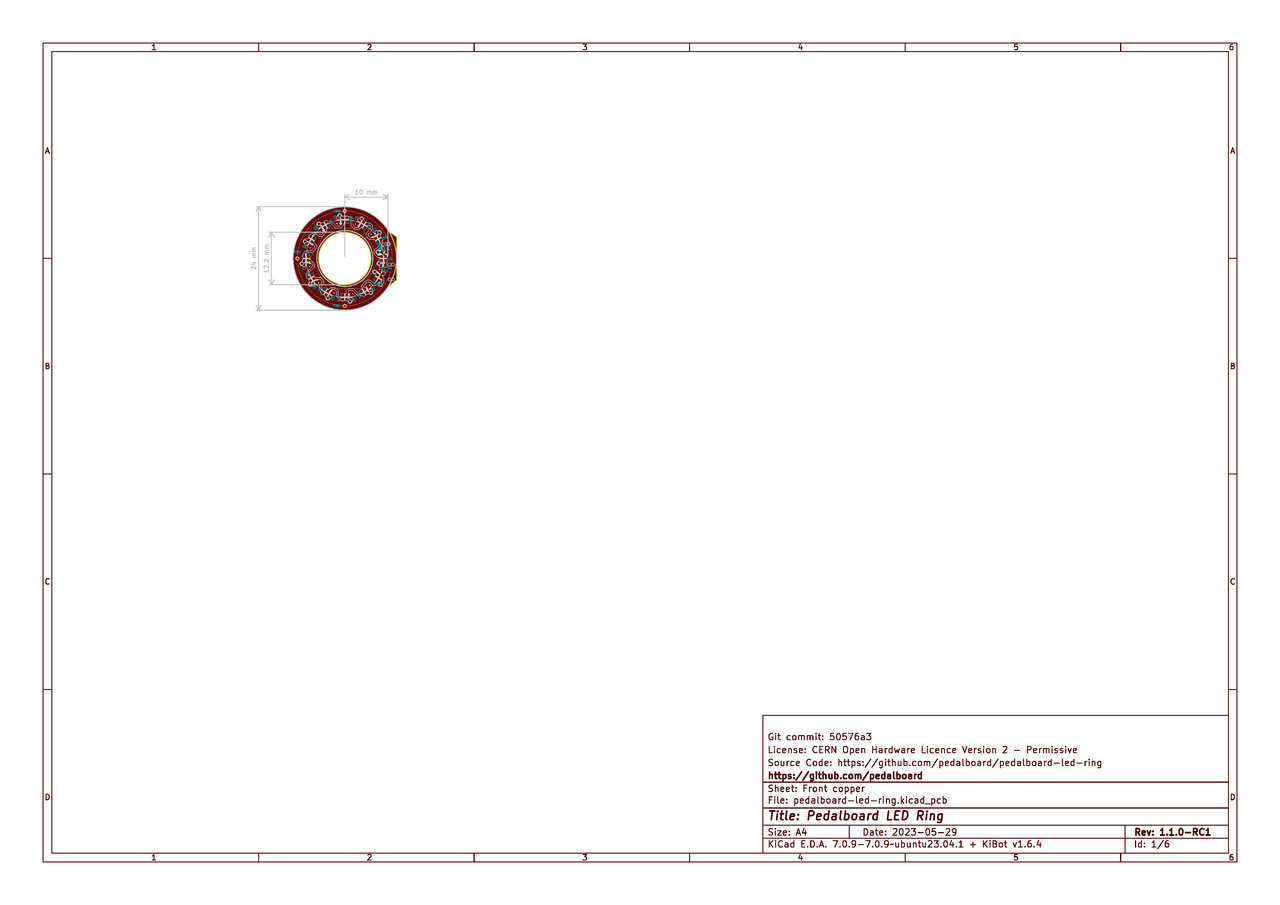 1 2 3 4 5 6
A A
10 mm
24 mm
12.2 mm
B B
C C
Git commit: 50576a3
License: CERN Open Hardware Licence Version 2 - Permissive
Source Code: https://github.com/pedalboard/pedalboard-led-ring
https://github.com/pedalboard
Sheet: Front copper
D D
File: pedalboard-led-ring.kicad_pcb
Title: Pedalboard LED Ring
Size: A4 Date: 2023-05-29 Rev: 1.1.0-RC1
KiCad E.D.A. 7.0.9-7.0.9~ubuntu23.04.1 + KiBot v1.6.4 Id: 1/6
1 2 3 4 5 6